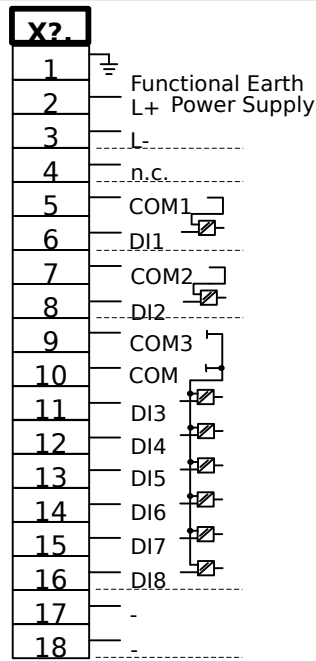 X?.
1
Functional Earth
2 L+ Power Supply
3 L-
4 n.c.
5 COM1
6 DI1
7 COM2
8 DI2
9 COM3
10 COM
11 DI3
12 DI4
13 DI5
14 DI6
15 DI7
16 DI8
17 -
18 -